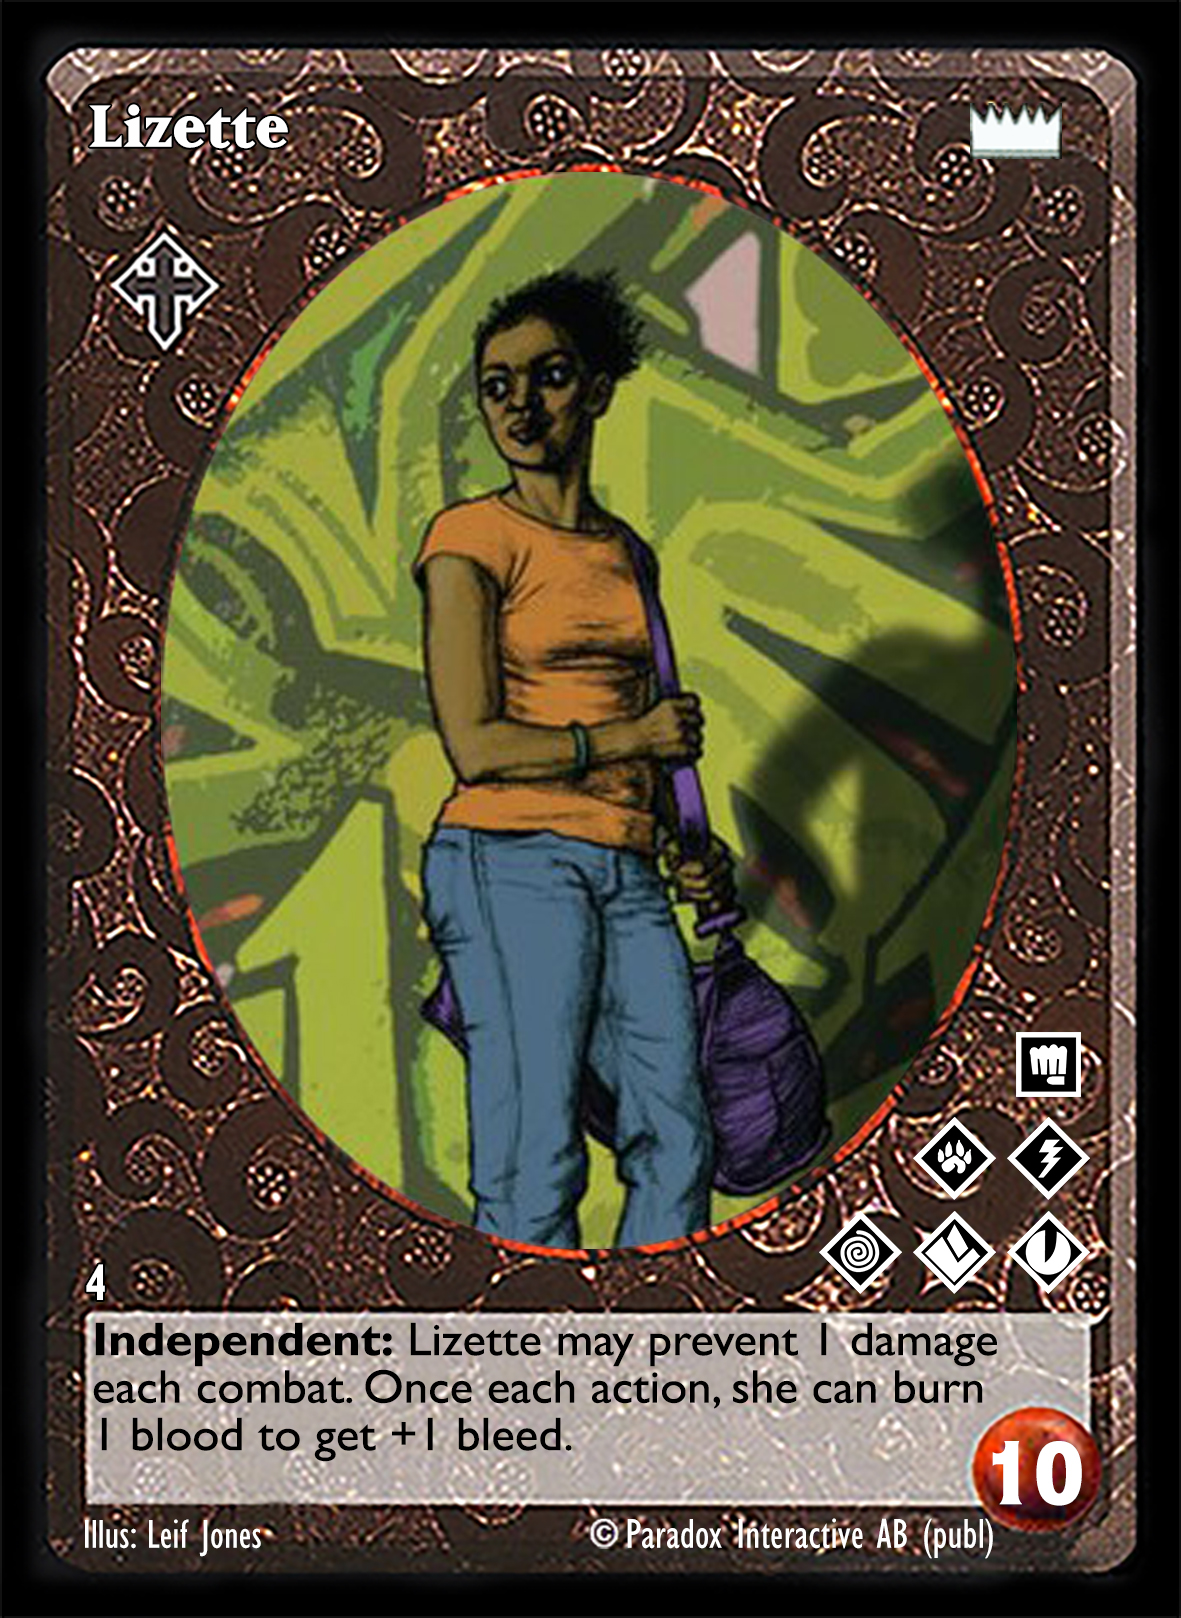 Lizette
4
Independent: Lizette may prevent 1 damage
each combat. Once each action, she can burn
1 blood to get +1 bleed.
10
Illus: Leif Jones
© Paradox Interactive AB (publ)